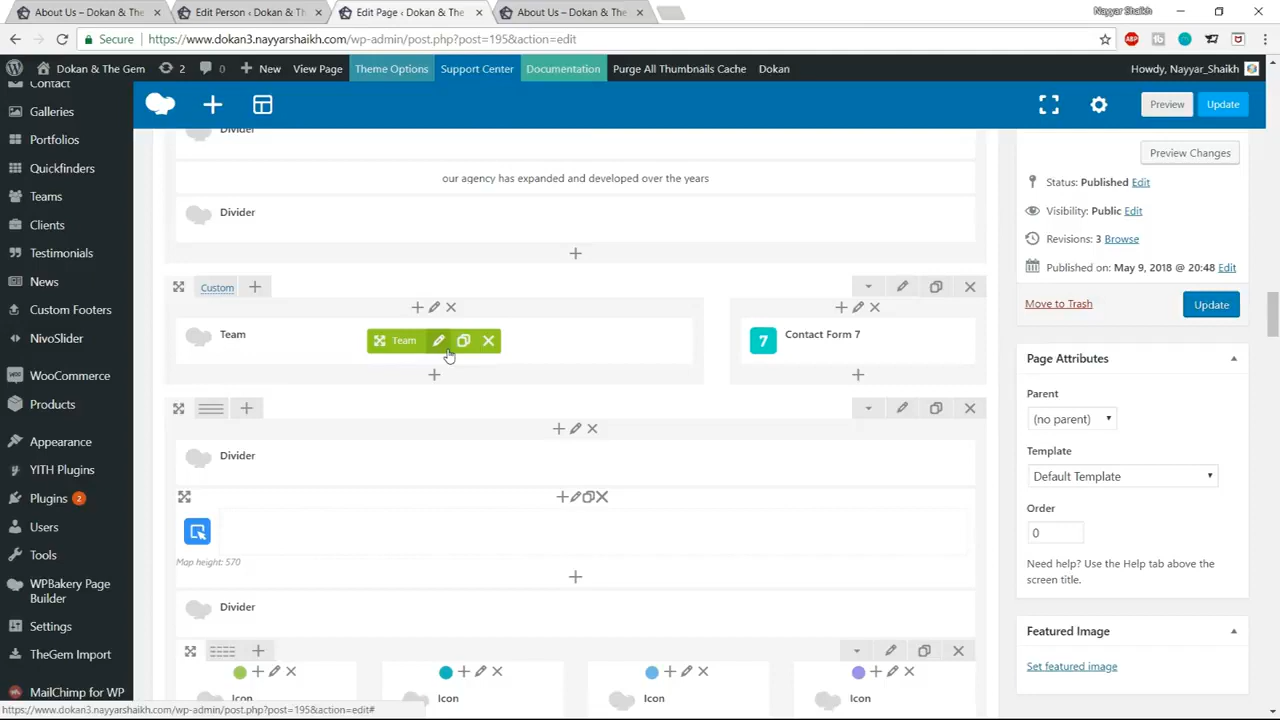 About Us – Dokan & The
Edit Person ‹ Dokan & Th
Edit Page ‹ Dokan & The
About Us – Dokan & The
Nayyar Shaikh
Secure
https://www.dokan3.nayyarshaikh.com/wp-admin/post.php?post=195&action=edit
ABP
Dokan & The Gem
2
0
New
View Page
Theme Options
Support Center
Documentation
Purge All Thumbnails Cache
Dokan
Howdy, Nayyar_Shaikh
Contact
Galleries
Portfolios
Quickfinders
Teams
Clients
Testimonials
News
Custom Footers
NivoSlider
WooCommerce
Products
Appearance
YITH Plugins
Plugins 2
Users
Tools
WPBakery Page
Builder
Settings
TheGem Import
MailChimp for WP
Preview
Update
Divider
our agency has expanded and developed over the years
Divider
Custom
Team
Team
7
Contact Form 7
Divider
Map height: 570
Divider
Icon
Icon
Icon
Icon
Preview Changes
Status: Published Edit
Visibility: Public Edit
Revisions: 3 Browse
Published on: May 9, 2018 @ 20:48 Edit
Move to Trash
Update
Page Attributes
Parent
(no parent)
Template
Default Template
Order
0
Need help? Use the Help tab above the
screen title.
Featured Image
Set featured image
https://www.dokan3.nayyarshaikh.com/wp-admin/post.php?post=195&action=edit#